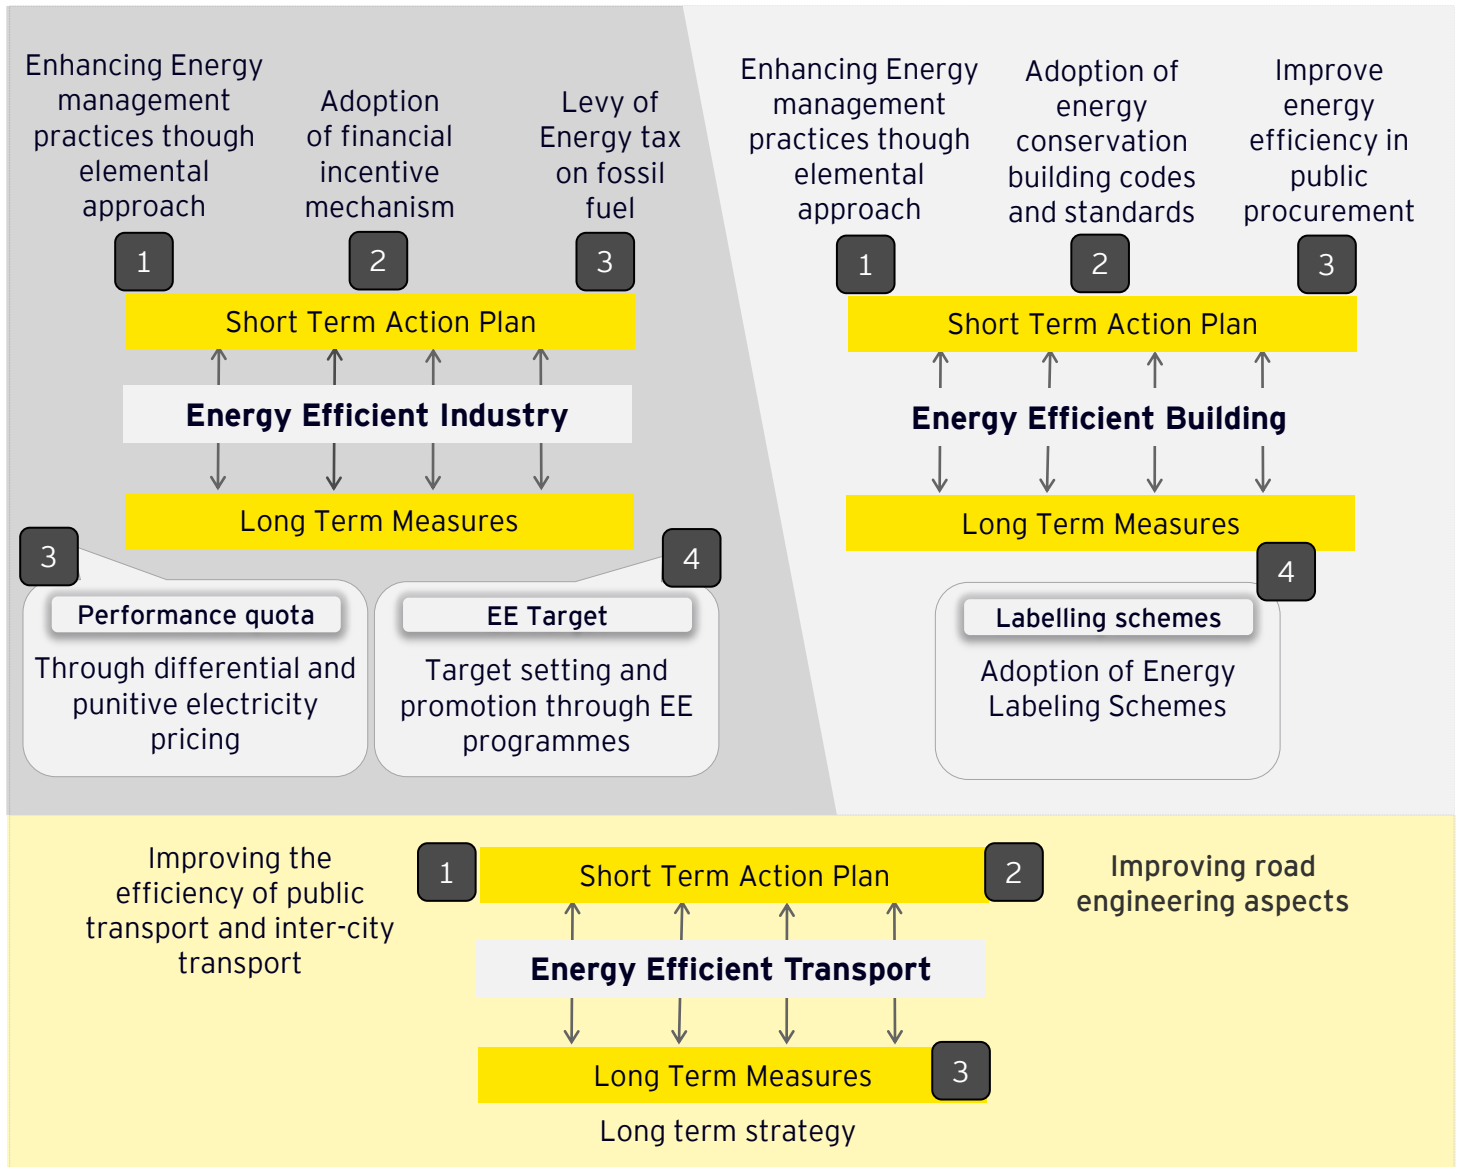 Enhancing Energy
management
practices though
elemental
approach
1
Adoption
of financial
incentive
mechanism
2
Levy of
Energy tax
on fossil
fuel
3
Short Term Action Plan
Energy Efficient Industry
Long Term Measures
3
Performance quota
Through differential and
punitive electricity
pricing
4
EE Target
Target setting and
promotion through EE
programmes
Enhancing Energy
management
practices though
elemental
approach
1
Adoption of
energy
conservation
building codes
and standards
2
Improve
energy
efficiency in
public
procurement
3
Short Term Action Plan
Energy Efficient Building
Long Term Measures
4
Labelling schemes
Adoption of Energy
Labeling Schemes
Improving the
efficiency of public
transport and inter-city
transport
1
Short Term Action Plan
2
Improving road
engineering aspects
Energy Efficient Transport
Long Term Measures
3
Long term strategy